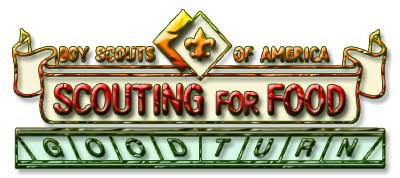 BOY SCOUTS OF AMERICA
SCOUTING FOR FOOD
GOOD TURN